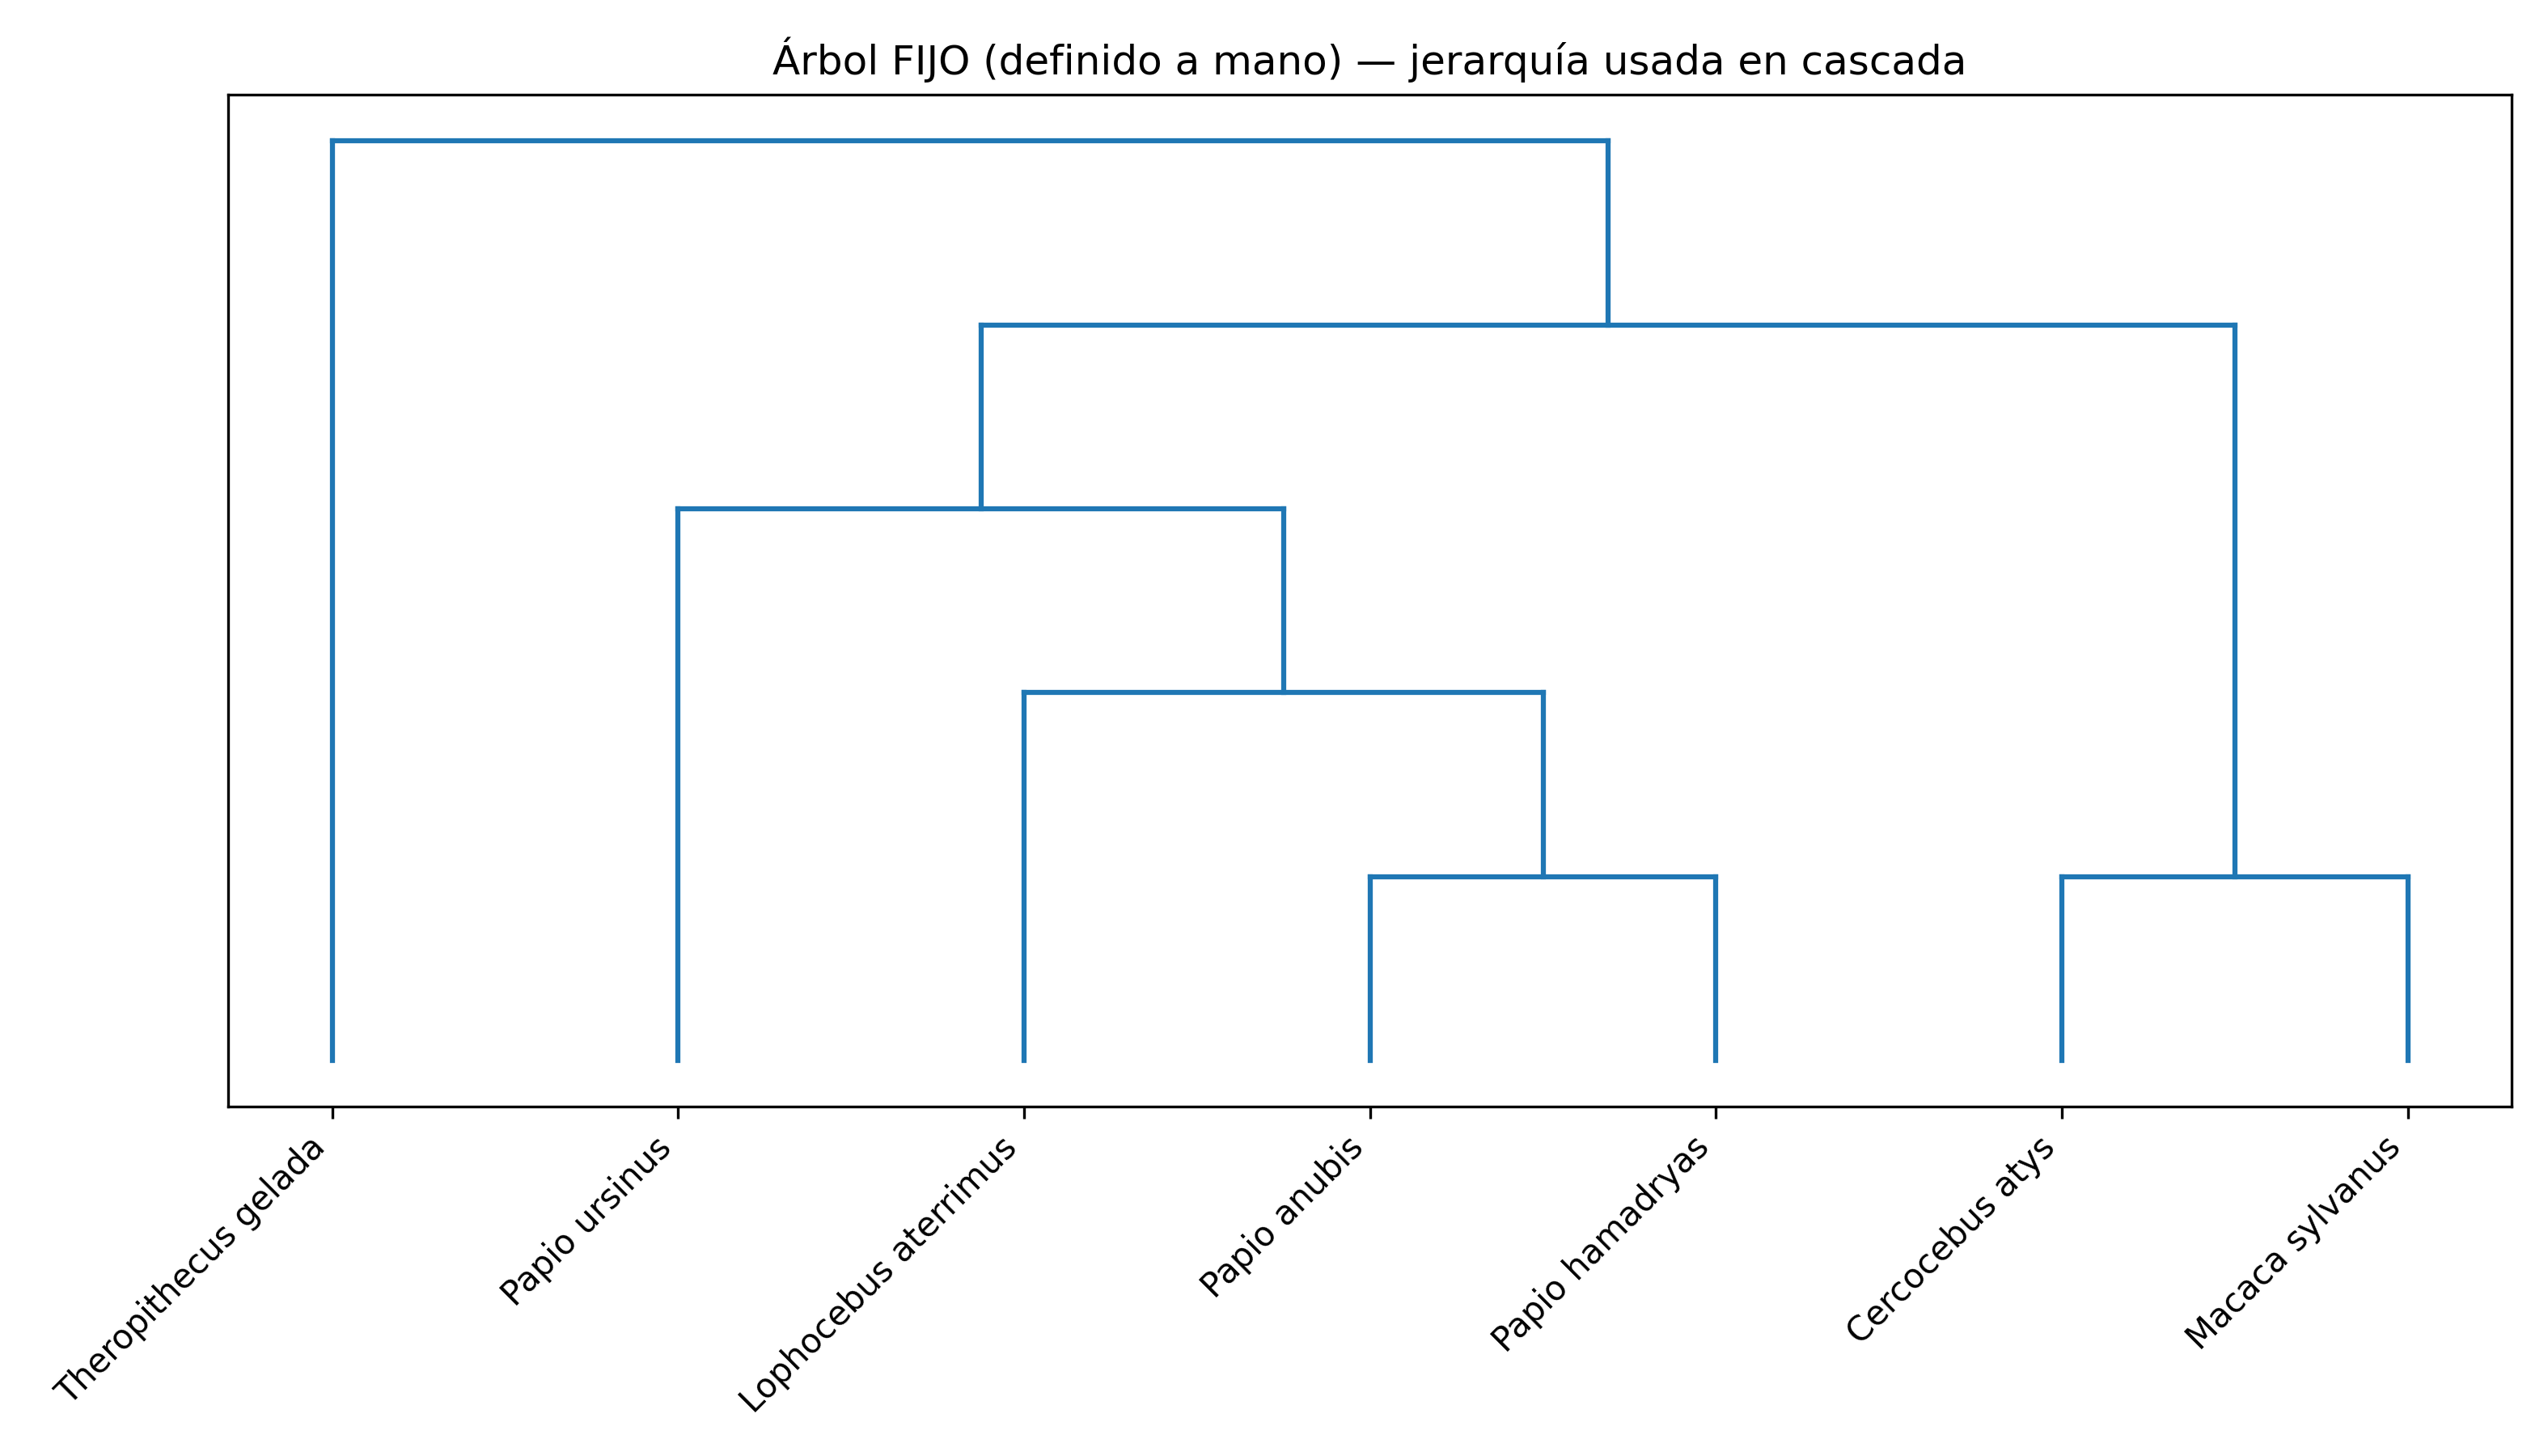 Árbol FIJO (definido a mano) — jerarquía usada en cascada
Theropithecus gelada
Papio ursinus
Lophocebus aterrimus
Papio anubis
Papio hamadryas
Cercocebus atys
Macaca sylvanus